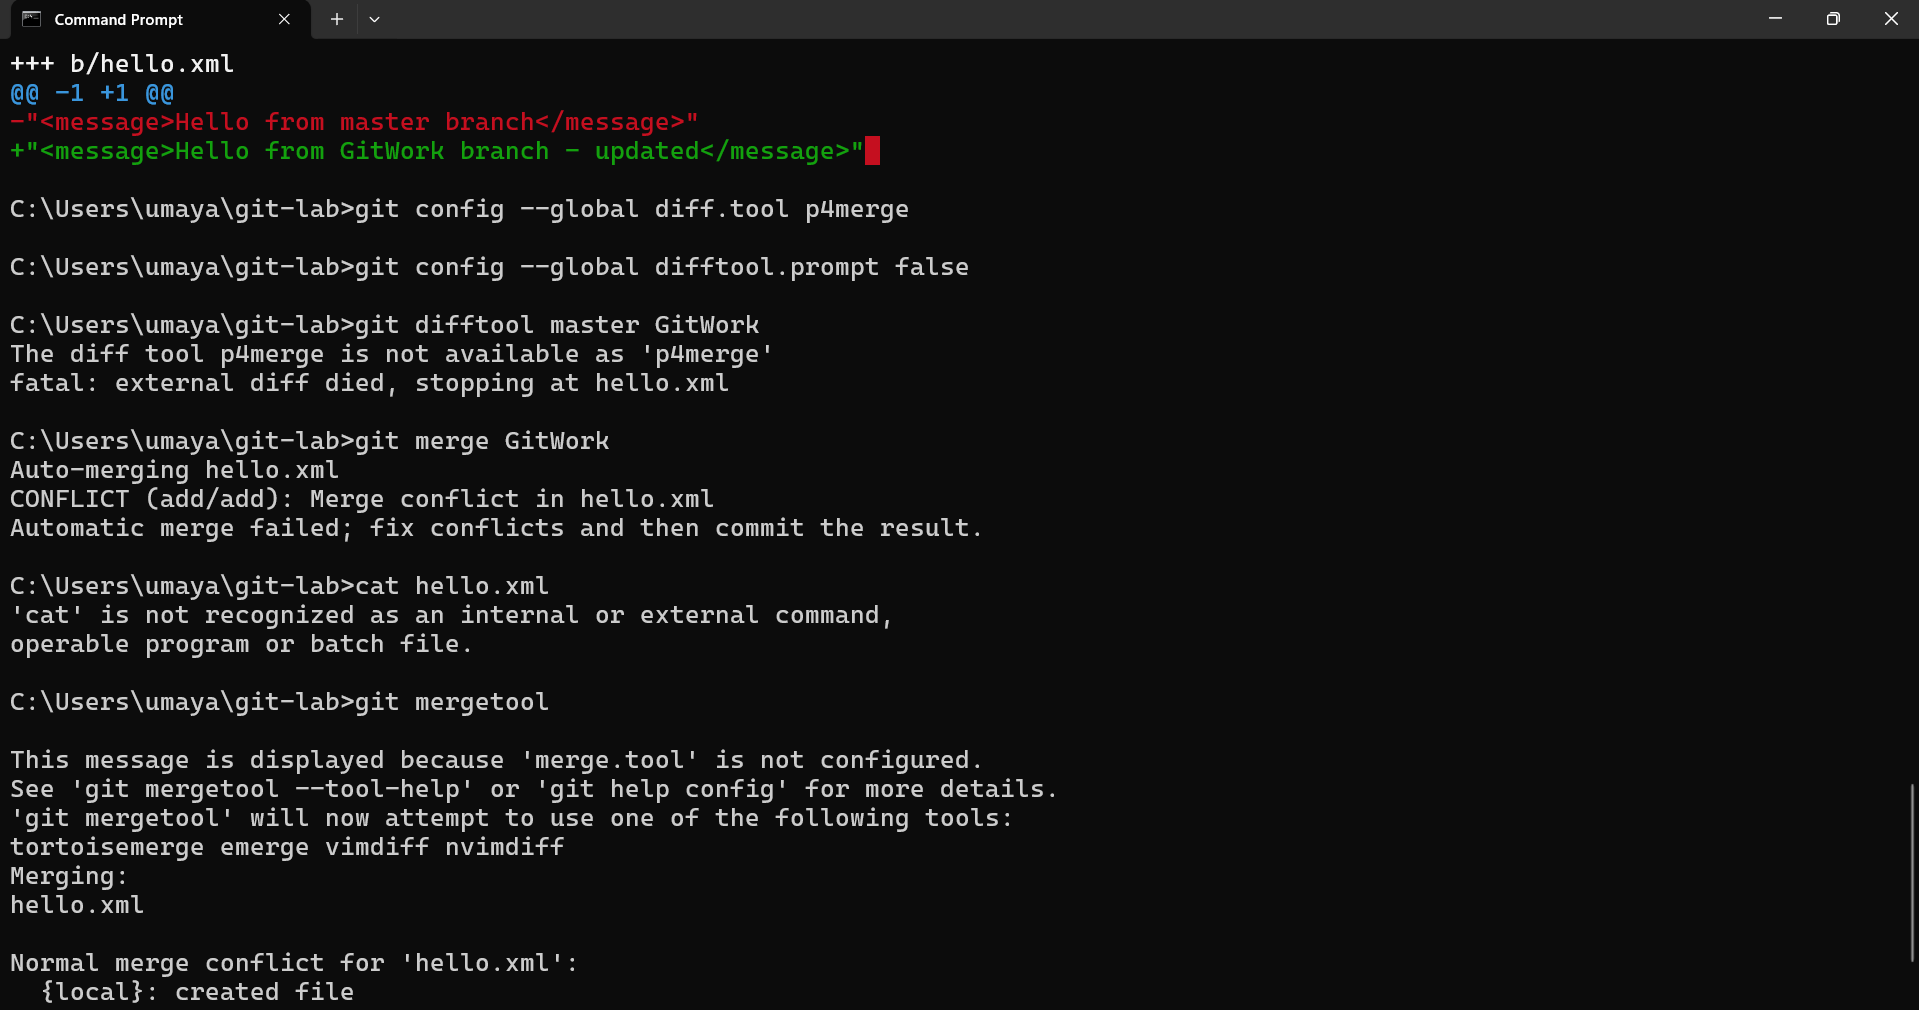 Command Prompt
+++ b/hello.xml
@@ -1 +1 @@
-"<message>Hello from master branch</message>"
+"<message>Hello from GitWork branch - updated</message>"
C:\Users\umaya\git-lab>git config --global diff.tool p4merge
C:\Users\umaya\git-lab>git config --global difftool.prompt false
C:\Users\umaya\git-lab>git difftool master GitWork
The diff tool p4merge is not available as 'p4merge'
fatal: external diff died, stopping at hello.xml
C:\Users\umaya\git-lab>git merge GitWork
Auto-merging hello.xml
CONFLICT (add/add): Merge conflict in hello.xml
Automatic merge failed; fix conflicts and then commit the result.
C:\Users\umaya\git-lab>cat hello.xml
'cat' is not recognized as an internal or external command,
operable program or batch file.
C:\Users\umaya\git-lab>git mergetool
This message is displayed because 'merge.tool' is not configured.
See 'git mergetool --tool-help' or 'git help config' for more details.
'git mergetool' will now attempt to use one of the following tools:
tortoisemerge emerge vimdiff nvimdiff
Merging:
hello.xml
Normal merge conflict for 'hello.xml':
  {local}: created file